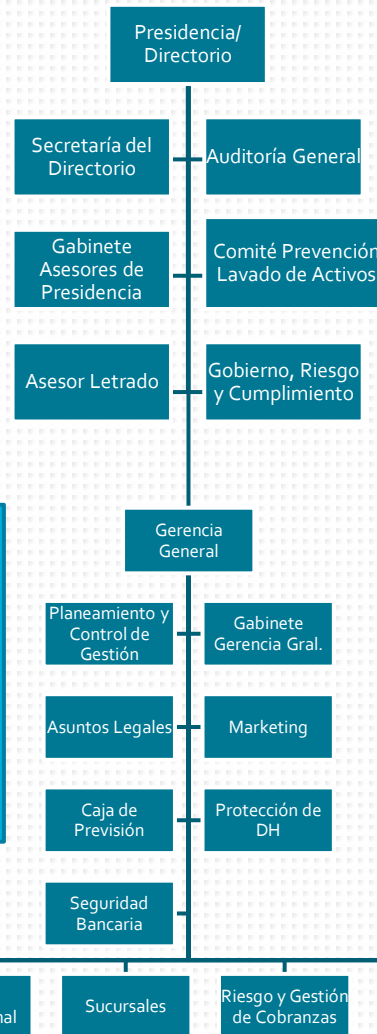 Presidencia/
Directorio
Secretaría del
Directorio
Auditoría General
Gabinete
Asesores de
Presidencia
Comité Prevención
Lavado de Activos
Asesor Letrado
Gobierno, Riesgo
y Cumplimiento
Gerencia
General
Planeamiento y
Control de
Gestión
Gabinete
Gerencia Gral.
Asuntos Legales
Marketing
Caja de
Previsión
Protección de
DH
Seguridad
Bancaria
Sucursales
Riesgo y Gestión
de Cobranzas